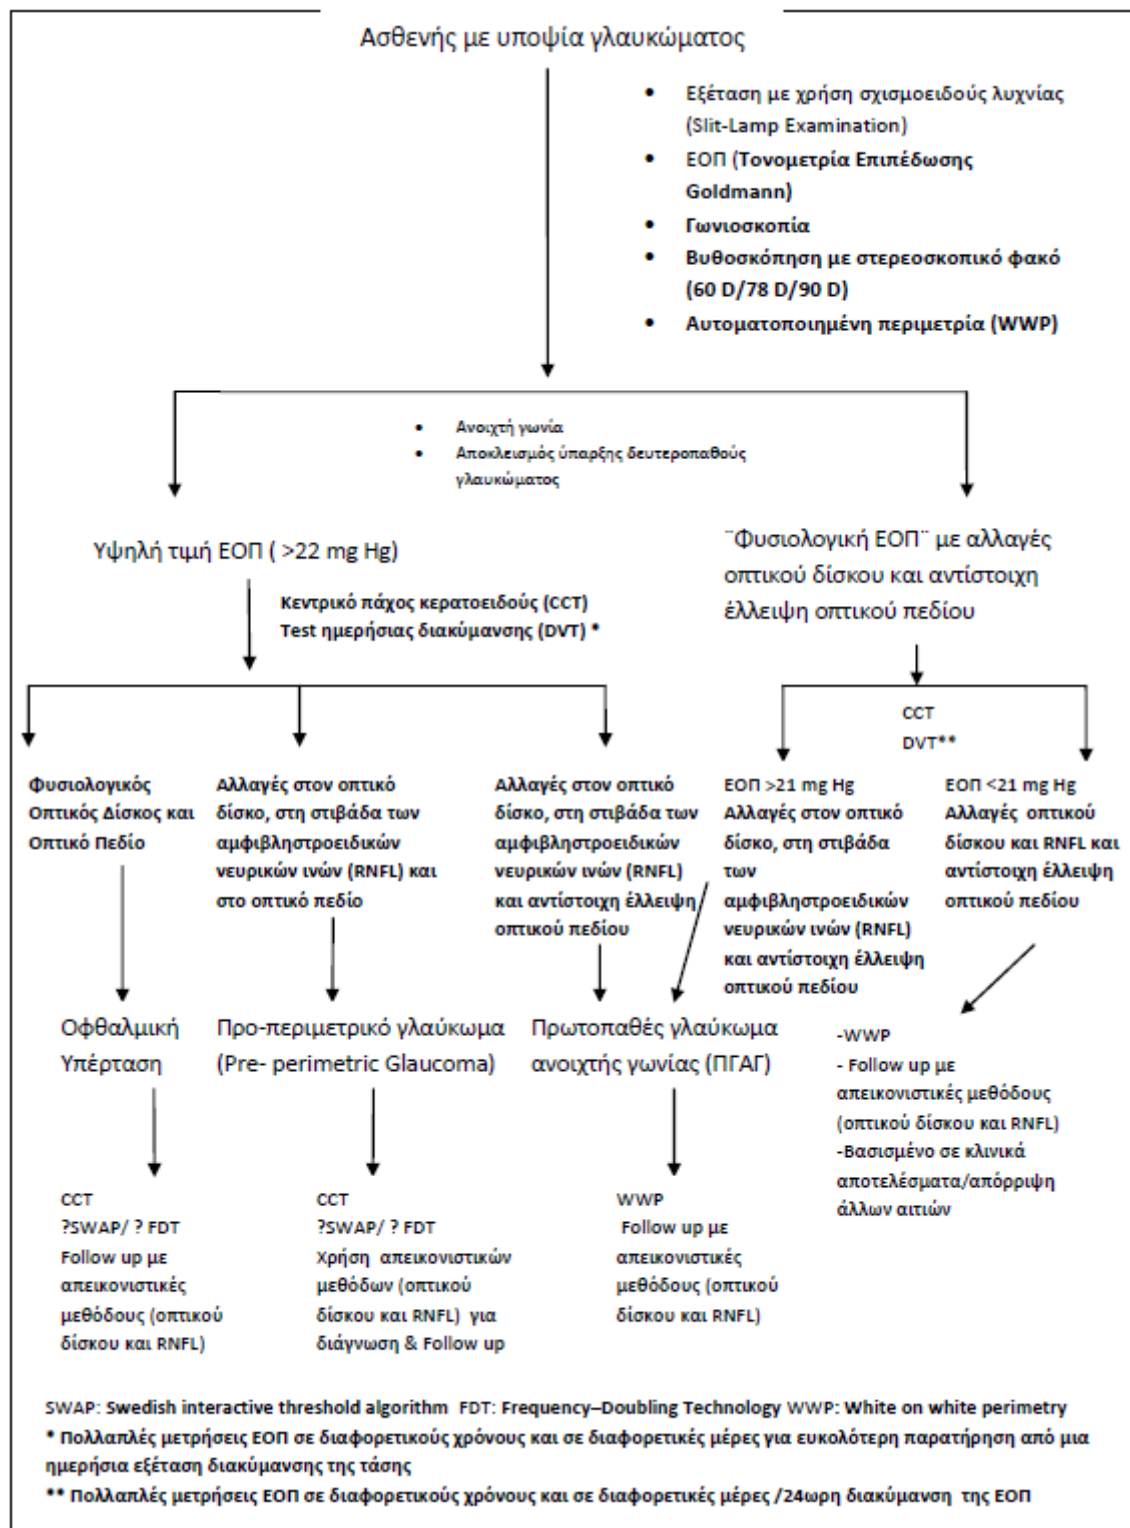 Ασθενής με υποψία γλαυκώματος
• Εξέταση με χρήση σχισμοειδούς λυχνίας
(Slit-Lamp Examination)
• ΕΟΠ (Τονομετρία Επιπέδωσης
Goldmann)
• Γωνιοσκοπία
• Βυθοσκόπηση με στερεοσκοπικό φακό
(60 D/78 D/90 D)
• Αυτοματοποιημένη περιμετρία (WWP)
• Ανοιχτή γωνία
• Αποκλεισμός ύπαρξης δευτεροπαθούς
γλαυκώματος
Υψηλή τιμή ΕΟΠ ( >22 mg Hg)
Κεντρικό πάχος κερατοειδούς (CCT)
Test ημερήσιας διακύμανσης (DVT) *
¨Φυσιολογική ΕΟΠ¨ με αλλαγές
οπτικού δίσκου και αντίστοιχη
έλλειψη οπτικού πεδίου
CCT
DVT**
Φυσιολογικός
Οπτικός Δίσκος και
Οπτικό Πεδίο
Αλλαγές στον οπτικό
δίσκο, στη στιβάδα των
αμφιβληστροειδικών
νευρικών ινών (RNFL) και
στο οπτικό πεδίο
Αλλαγές στον οπτικό
δίσκο, στη στιβάδα των
αμφιβληστροειδικών
νευρικών ινών (RNFL)
και αντίστοιχη έλλειψη
οπτικού πεδίου
ΕΟΠ >21 mg Hg
Αλλαγές στον οπτικό
δίσκο, στη στιβάδα
των
αμφιβληστροειδικών
νευρικών ινών (RNFL)
και αντίστοιχη έλλειψη
οπτικού πεδίου
ΕΟΠ <21 mg Hg
Αλλαγές οπτικού
δίσκου και RNFL και
αντίστοιχη έλλειψη
οπτικού πεδίου
Οφθαλμική
Υπέρταση
Προ-περιμετρικό γλαύκωμα
(Pre- perimetric Glaucoma)
Πρωτοπαθές γλαύκωμα
ανοιχτής γωνίας (ΠΓΑΓ)
-WWP
- Follow up με
απεικονιστικές μεθόδους
(οπτικού δίσκου και RNFL)
-Βασισμένο σε κλινικά
αποτελέσματα/απόρριψη
άλλων αιτιών
CCT
?SWAP/ ? FDT
Follow up με
απεικονιστικές
μεθόδους (οπτικού
δίσκου και RNFL)
CCT
?SWAP/ ? FDT
Χρήση απεικονιστικών
μεθόδων (οπτικού
δίσκου και RNFL) για
διάγνωση & Follow up
WWP
Follow up με
απεικονιστικές
μεθόδους (οπτικού
δίσκου και RNFL)
SWAP: Swedish interactive threshold algorithm FDT: Frequency–Doubling Technology WWP: White on white perimetry
* Πολλαπλές μετρήσεις ΕΟΠ σε διαφορετικούς χρόνους και σε διαφορετικές μέρες για ευκολότερη παρατήρηση από μια
ημερήσια εξέταση διακύμανσης της τάσης
** Πολλαπλές μετρήσεις ΕΟΠ σε διαφορετικούς χρόνους και σε διαφορετικές μέρες /24ωρη διακύμανση της ΕΟΠ